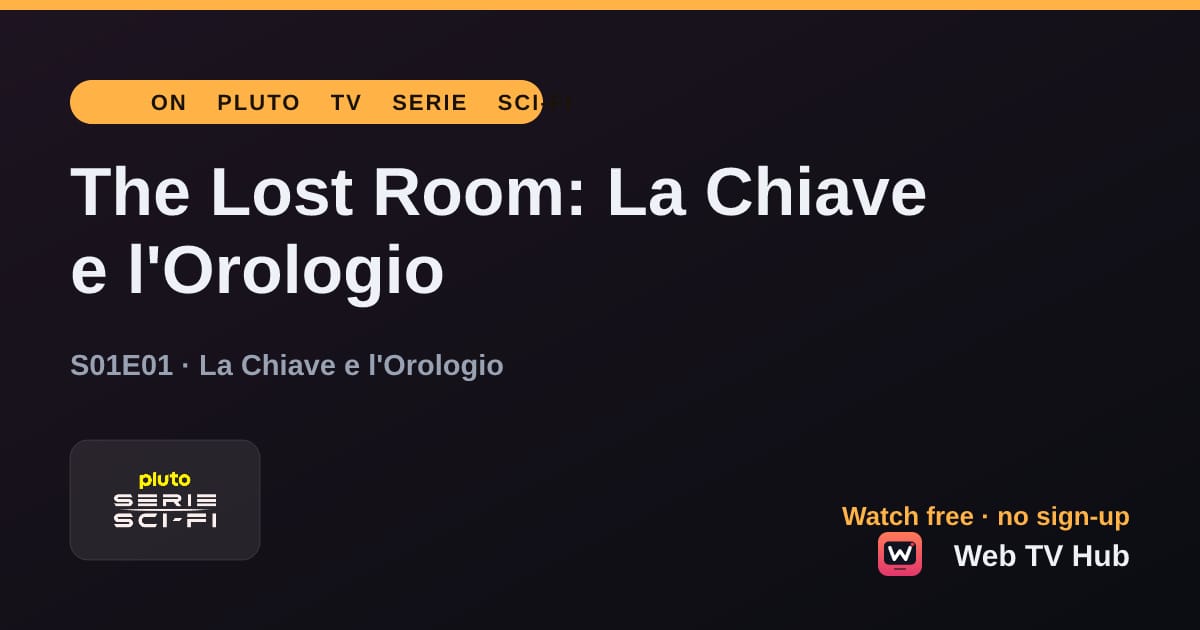 ON PLUTO TV SERIE SCI-FI
The Lost Room: La Chiave
e l'Orologio
S01E01 · La Chiave e l'Orologio
pluto
SERIE
SCI-FI
Watch free · no sign-up
W
Web TV Hub